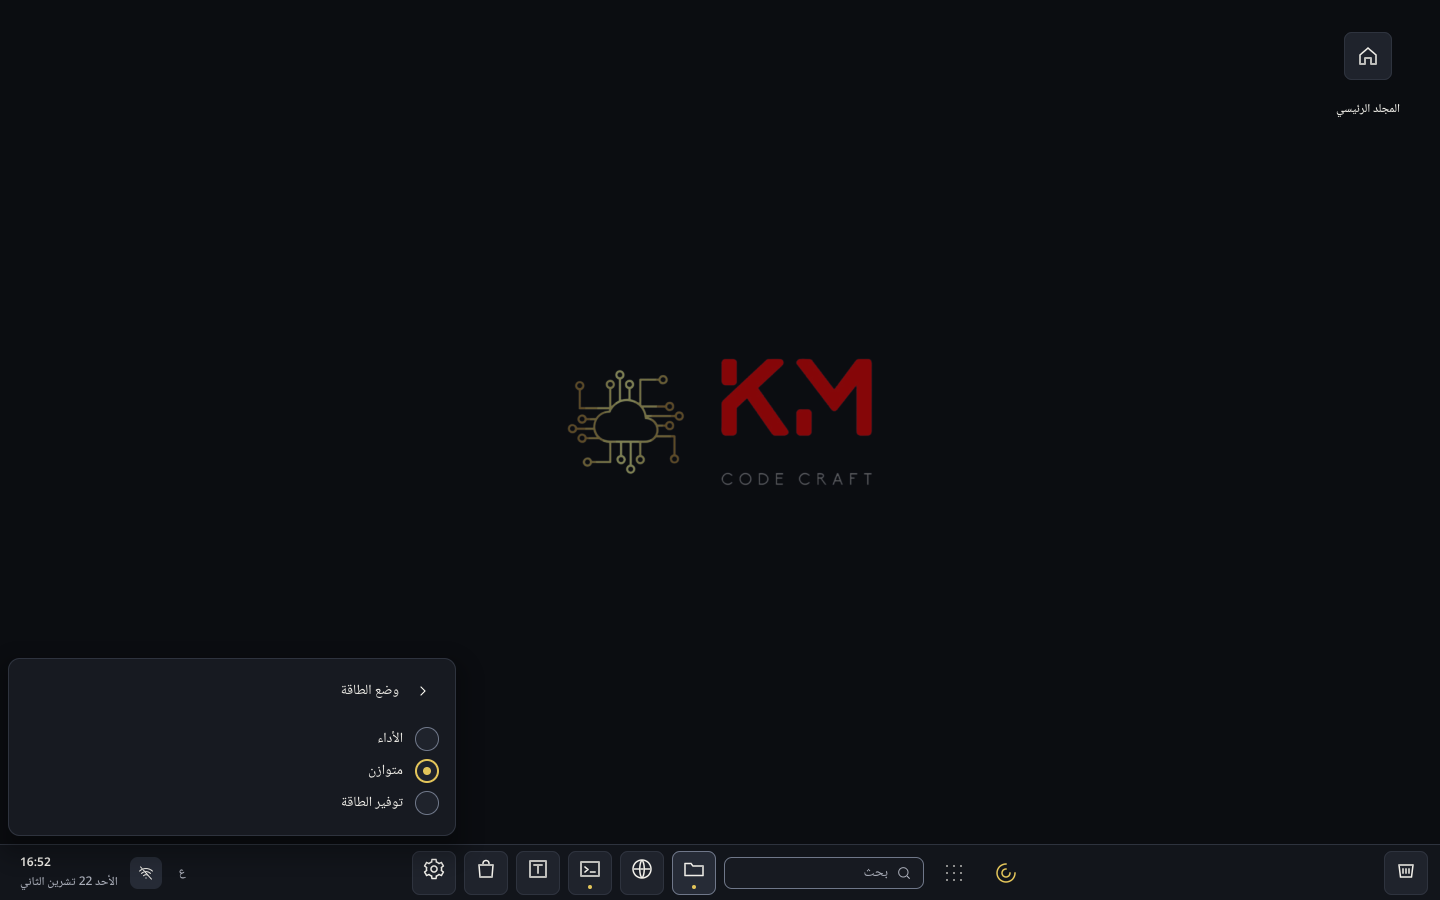 المجلد الرئيسي
KM
CODE CRAFT
وضع الطاقة
الأداء
متوازن
توفير الطاقة
بحث
ع
16:52
الأحد 22 تشرين الثاني